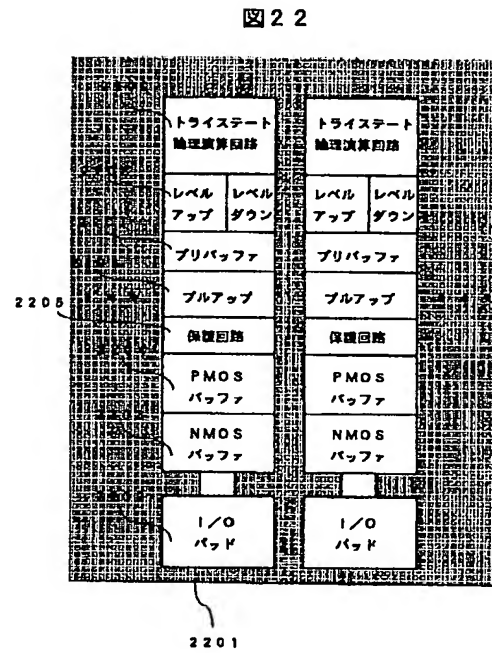 図22
トライステート
論理演算回路
トライステート
論理演算回路
レベル
アップ
レベル
ダウン
レベル
アップ
レベル
ダウン
プリバッファ
プリバッファ
プルアップ
プルアップ
2205
保護回路
保護回路
PMOS
バッファ
PMOS
バッファ
NMOS
バッファ
NMOS
バッファ
I/O
パッド
I/O
パッド
2201